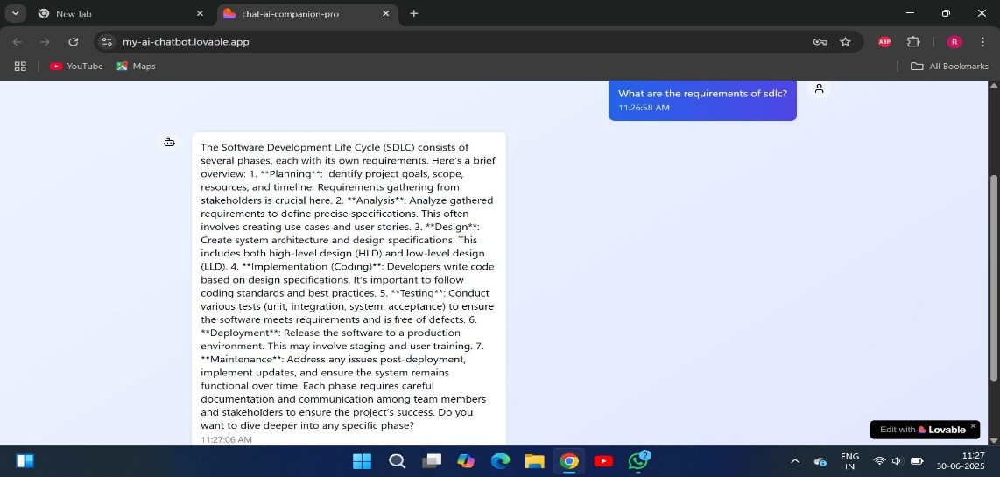 New Tab
chat-ai-companion-pro
my-ai-chatbot.lovable.app
ABP
R
YouTube
Maps
All Bookmarks
What are the requirements of sdlc?
11:26:58 AM
The Software Development Life Cycle (SDLC) consists of
several phases, each with its own requirements. Here's a brief
overview: 1. **Planning**: Identify project goals, scope,
resources, and timeline. Requirements gathering from
stakeholders is crucial here. 2. **Analysis**: Analyze gathered
requirements to define precise specifications. This often
involves creating use cases and user stories. 3. **Design**:
Create system architecture and design specifications. This
includes both high-level design (HLD) and low-level design
(LLD). 4. **Implementation (Coding)**: Developers write code
based on design specifications. It's important to follow
coding standards and best practices. 5. **Testing**: Conduct
various tests (unit, integration, system, acceptance) to ensure
the software meets requirements and is free of defects. 6.
**Deployment**: Release the software to a production
environment. This may involve staging and user training. 7.
**Maintenance**: Address any issues post-deployment,
implement updates, and ensure the system remains
functional over time. Each phase requires careful
documentation and communication among team members
and stakeholders to ensure the project's success. Do you
want to dive deeper into any specific phase?
11:27:06 AM
Edit with Lovable
2
ENG
IN
11:27
30-06-2025